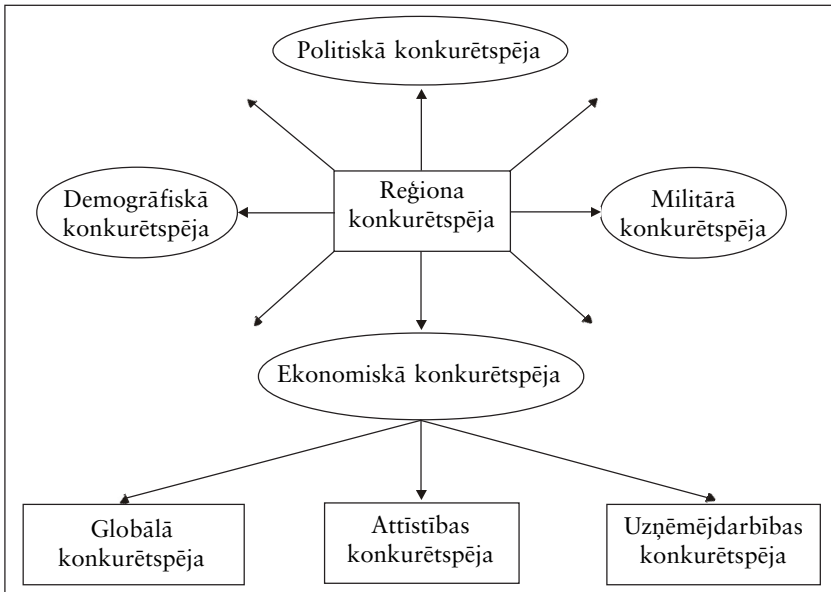 Politiskā konkurētspēja
Demogrāfiskā
konkurētspēja
Reģiona
konkurētspēja
Militārā
konkurētspēja
Ekonomiskā konkurētspēja
Globālā
konkurētspēja
Attīstības
konkurētspēja
Uzņēmējdarbības
konkurētspēja